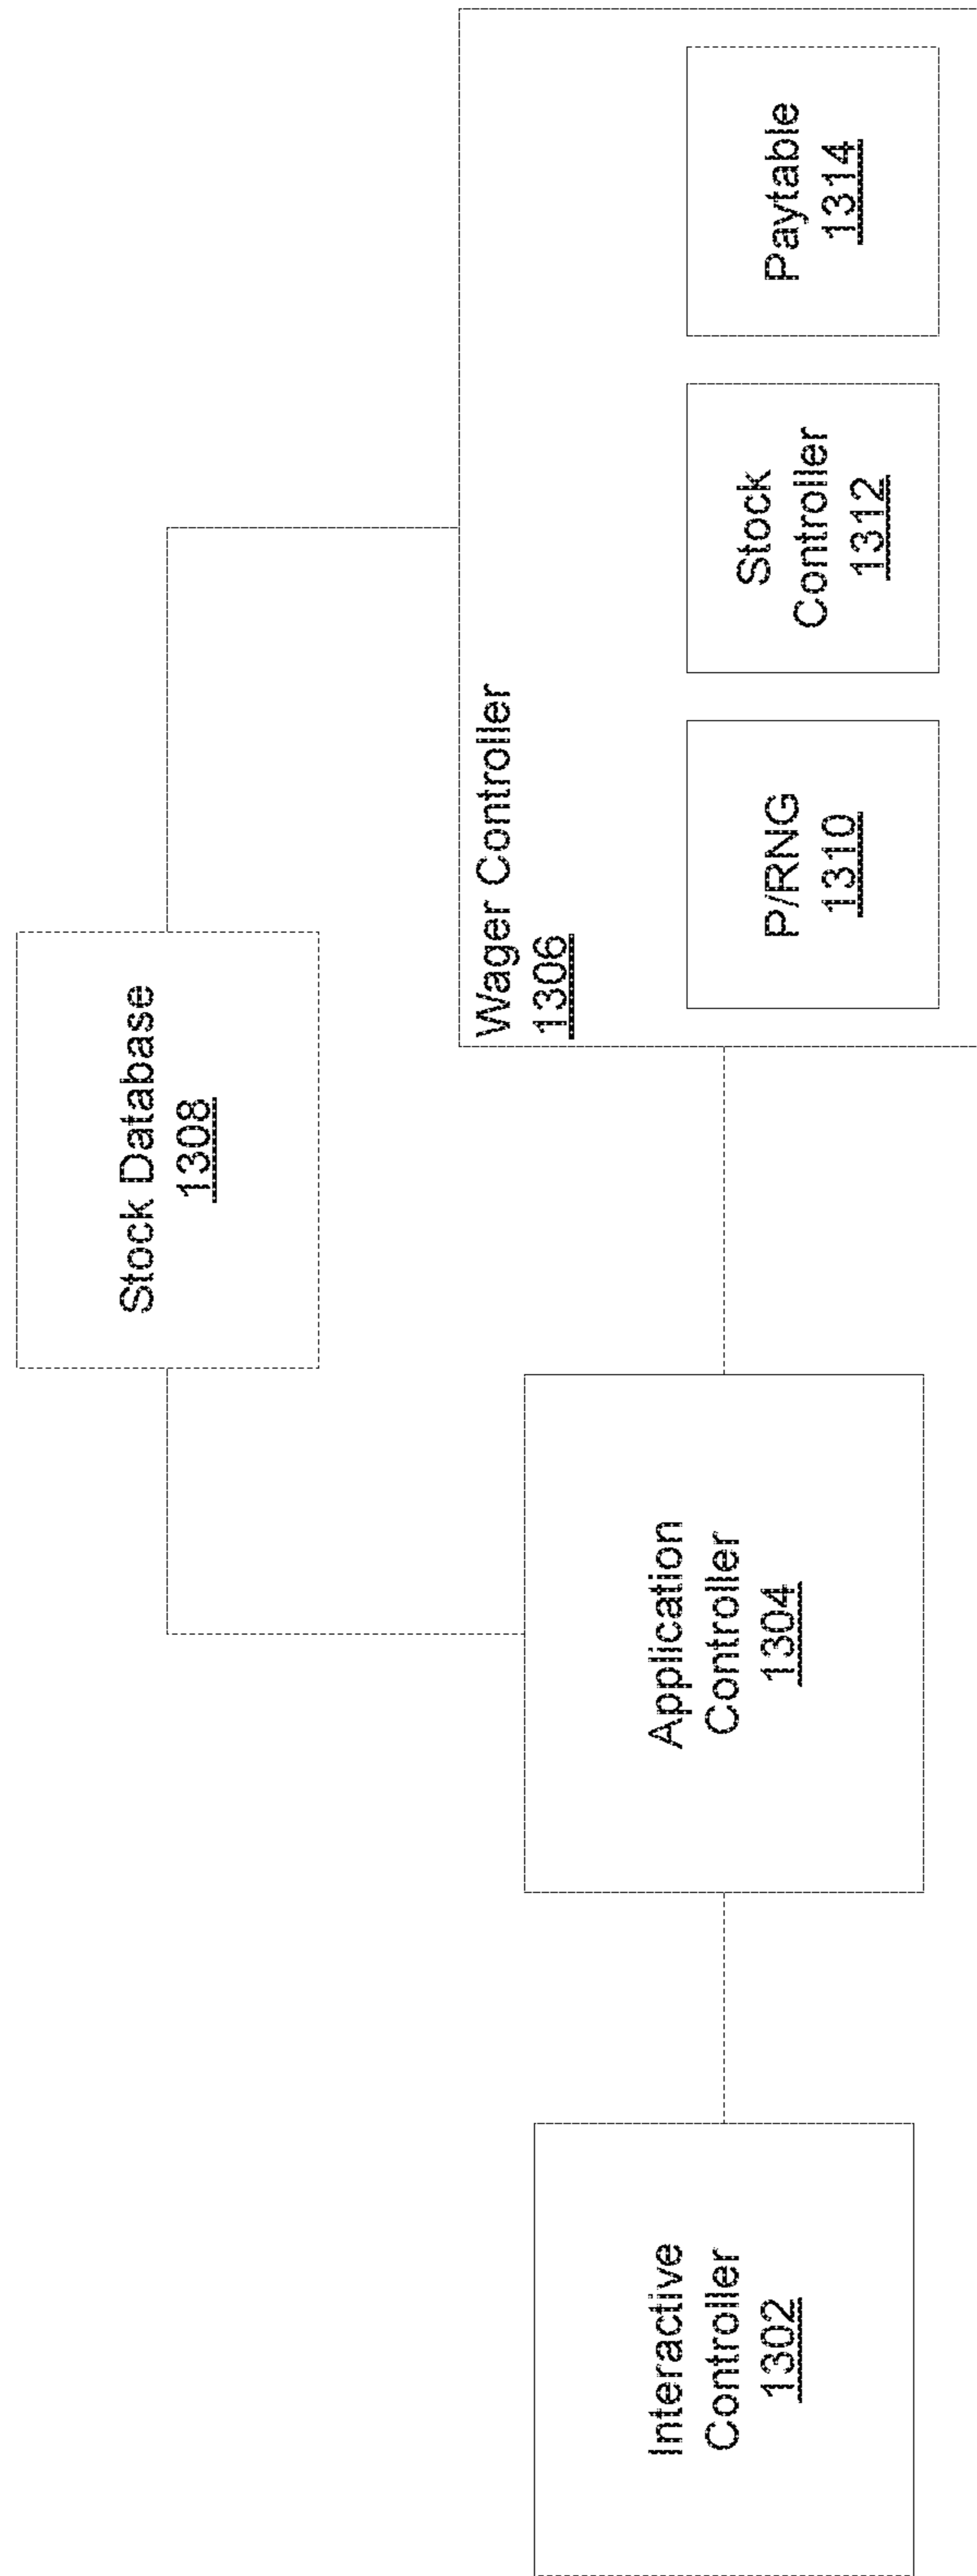 Stock Database
1308
Interactive
Controller
1302
Application
Controller
1304
Wager Controller
1306
P/RNG
1310
Stock
Controller
1312
Paytable
1314